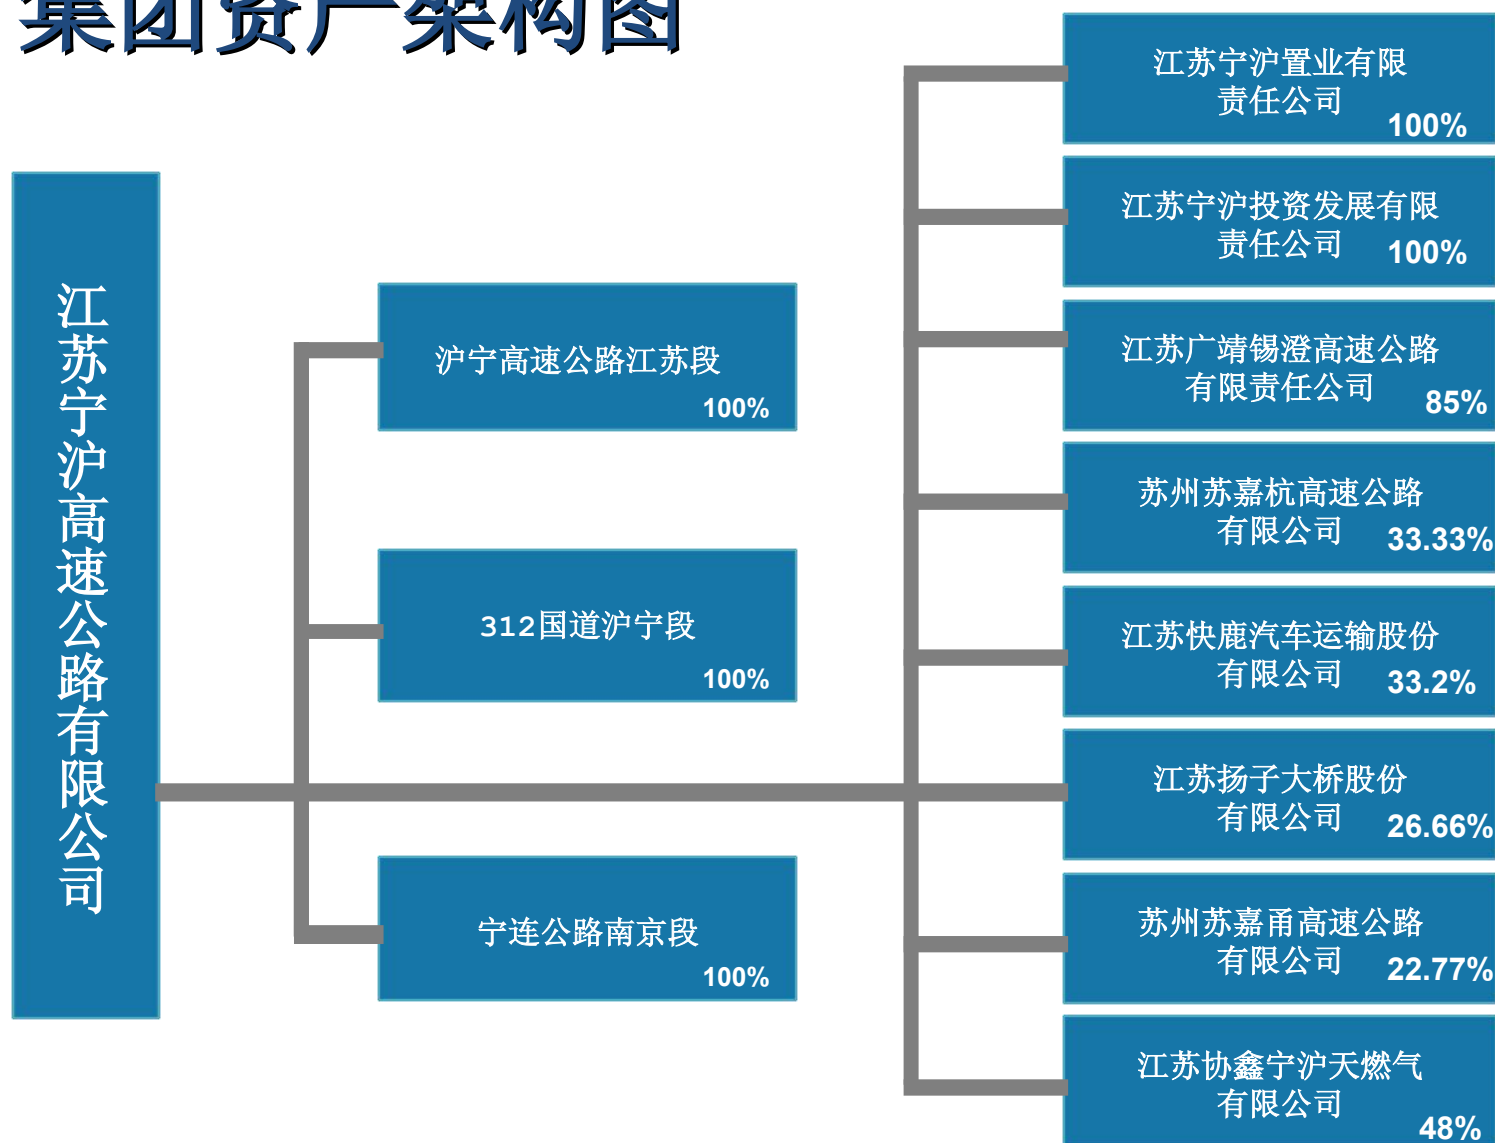 集团资产架构图
江苏宁沪高速公路有限公司
沪宁高速公路江苏段
100%
312国道沪宁段
100%
宁连公路南京段
100%
江苏宁沪置业有限
责任公司
100%
江苏宁沪投资发展有限
责任公司
100%
江苏广靖锡澄高速公路
有限责任公司
85%
苏州苏嘉杭高速公路
有限公司
33.33%
江苏快鹿汽车运输股份
有限公司
33.2%
江苏扬子大桥股份
有限公司
26.66%
苏州苏嘉甬高速公路
有限公司
22.77%
江苏协鑫宁沪天燃气
有限公司
48%